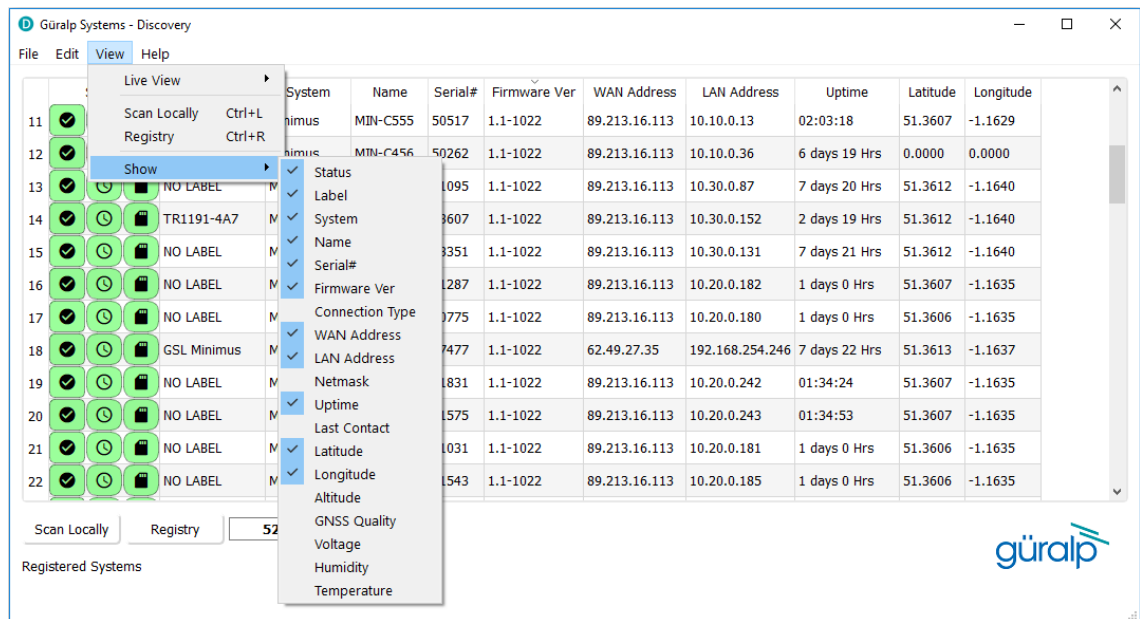 Güralp Systems - Discovery
File Edit View Help
Live View
Scan Locally Ctrl+L
Registry Ctrl+R
Show
System Name Serial# Firmware Ver WAN Address LAN Address Uptime Latitude Longitude
11 nimus MIN-C555 50517 1.1-1022 89.213.16.113 10.10.0.13 02:03:18 51.3607 -1.1629
12 nimus MIN-C456 50262 1.1-1022 89.213.16.113 10.10.0.36 6 days 19 Hrs 0.0000 0.0000
13 NO LABEL M 1095 1.1-1022 89.213.16.113 10.30.0.87 7 days 20 Hrs 51.3612 -1.1640
14 TR1191-4A7 M 3607 1.1-1022 89.213.16.113 10.30.0.152 2 days 19 Hrs 51.3612 -1.1640
15 NO LABEL M 3351 1.1-1022 89.213.16.113 10.30.0.131 7 days 21 Hrs 51.3612 -1.1640
16 NO LABEL M 1287 1.1-1022 89.213.16.113 10.20.0.182 1 days 0 Hrs 51.3606 -1.1635
17 NO LABEL M 0775 1.1-1022 89.213.16.113 10.20.0.180 1 days 0 Hrs 51.3606 -1.1635
18 GSL Minimus M 7477 1.1-1022 62.49.27.35 192.168.254.246 7 days 22 Hrs 51.3613 -1.1637
19 NO LABEL M 1831 1.1-1022 89.213.16.113 10.20.0.242 01:34:24 51.3607 -1.1635
20 NO LABEL M 1575 1.1-1022 89.213.16.113 10.20.0.243 01:34:53 51.3607 -1.1635
21 NO LABEL M 1031 1.1-1022 89.213.16.113 10.20.0.181 1 days 0 Hrs 51.3606 -1.1635
22 NO LABEL M 1543 1.1-1022 89.213.16.113 10.20.0.185 1 days 0 Hrs 51.3606 -1.1635
Status
Label
System
Name
Serial#
Firmware Ver
Connection Type
WAN Address
LAN Address
Netmask
Uptime
Last Contact
Latitude
Longitude
Altitude
GNSS Quality
Voltage
Humidity
Temperature
Scan Locally Registry 52
Registered Systems
güralp